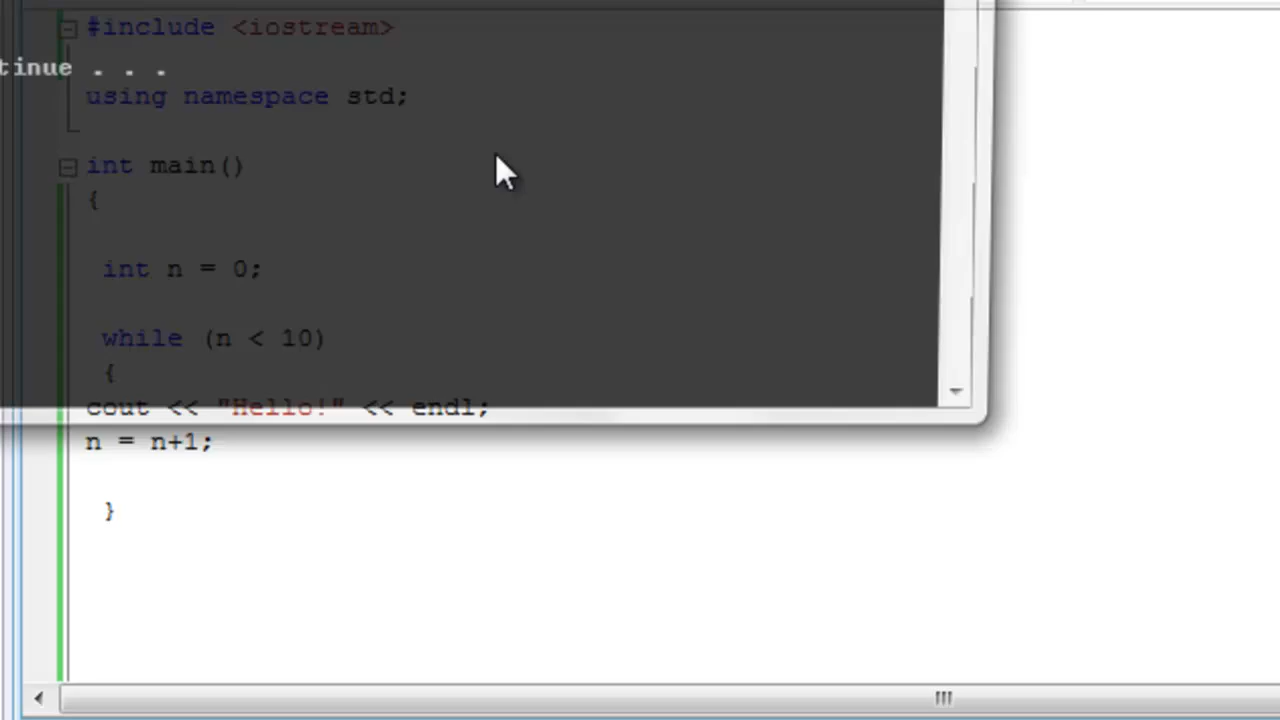 #include <iostream>
tinue . . .
using namespace std;
int main()
{
int n = 0;
while (n < 10)
{
cout << "Hello!" << endl;
n = n+1;
}